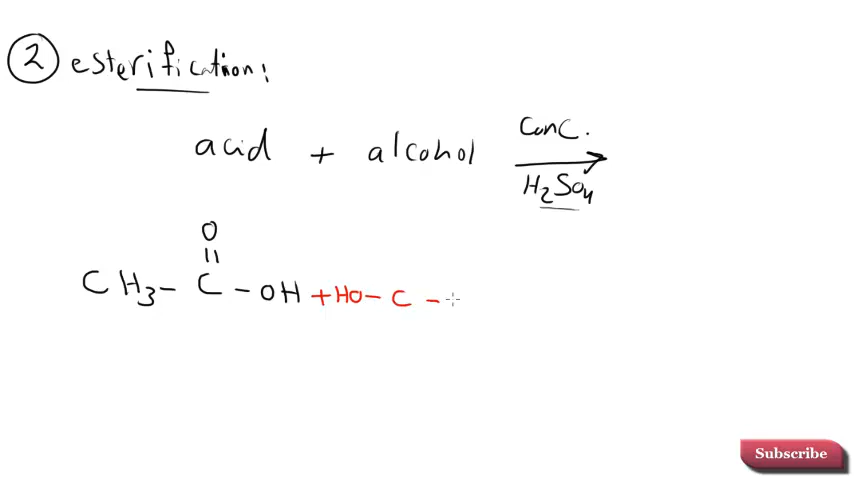 2 esterification:
acid + alcohol conc.
H2SO4
O
CH3 - C - OH + HO - C -
Subscribe